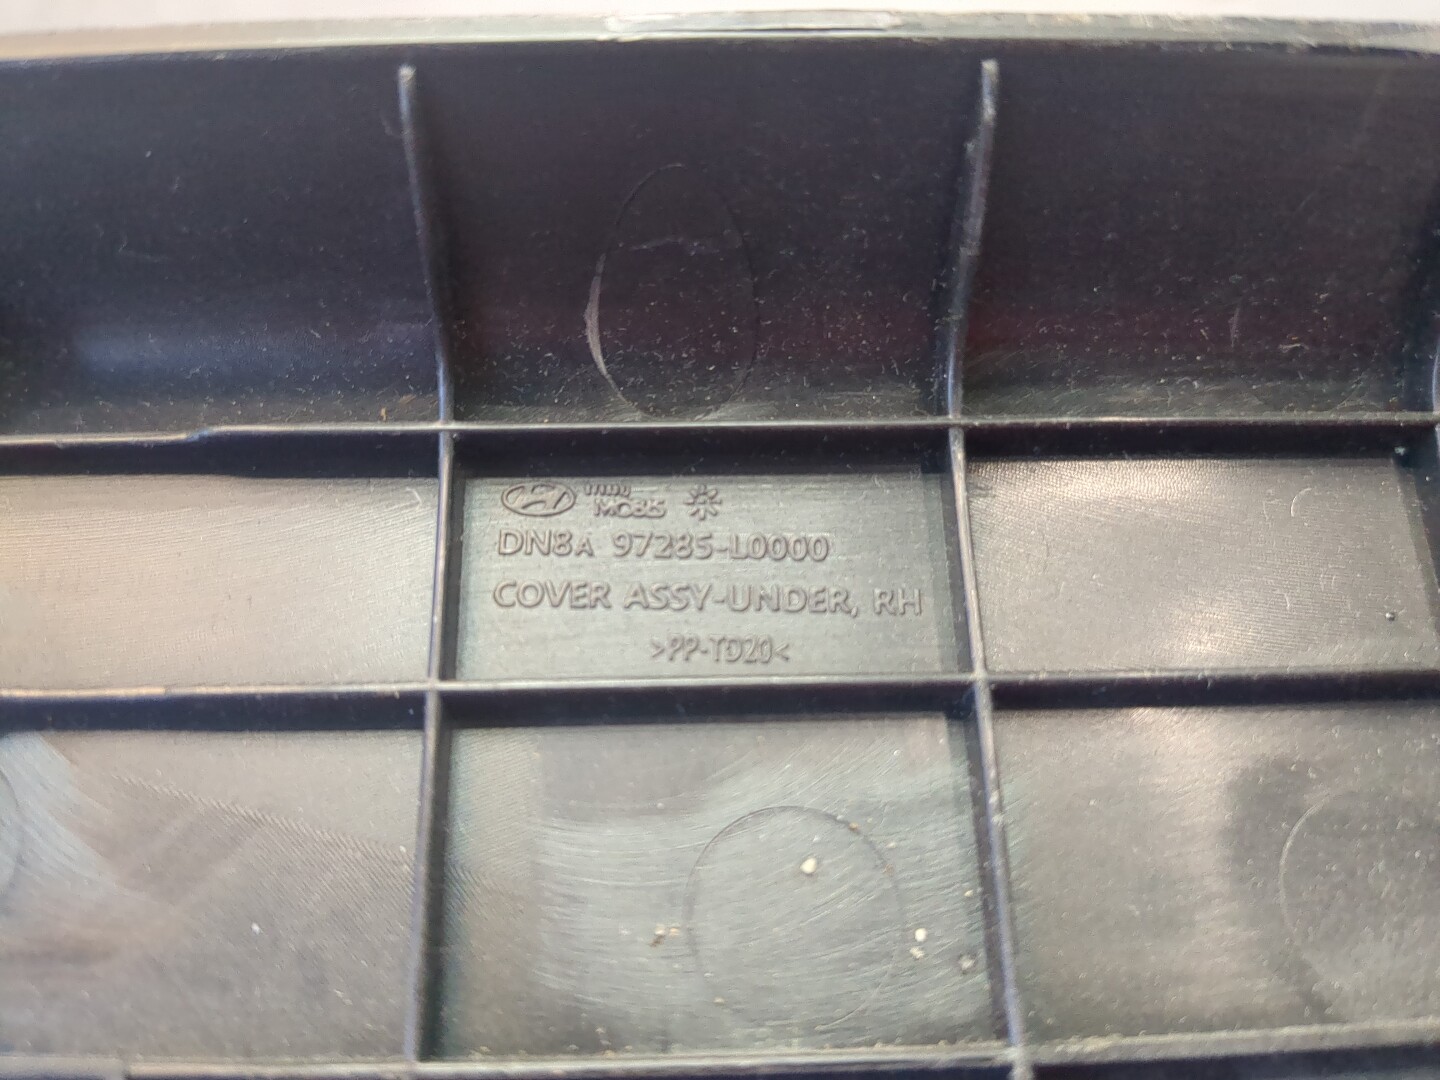 MOBIS
DN8A 97285-L0000
COVER ASSY-UNDER, RH
>PP-TD20<